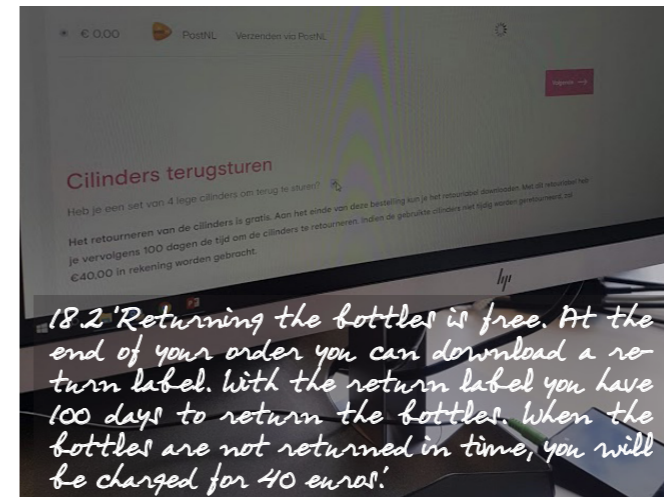 € 0,00 PostNL Verzenden via PostNL
Volgende →
Cilinders terugsturen
Heb je een set van 4 lege cilinders om terug te sturen?
Het retourneren van de cilinders is gratis. Aan het einde van deze bestelling kun je het retourlabel downloaden. Met dit retourlabel heb
je vervolgens 100 dagen de tijd om de cilinders te retourneren. Indien de gebruikte cilinders niet tijdig worden geretourneerd, zal
€40,00 in rekening worden gebracht.
hp
18.2 'Returning the bottles is free. At the
end of your order you can download a re-
turn label. With the return label you have
100 days to return the bottles. When the
bottles are not returned in time, you will
be charged for 40 euros.'